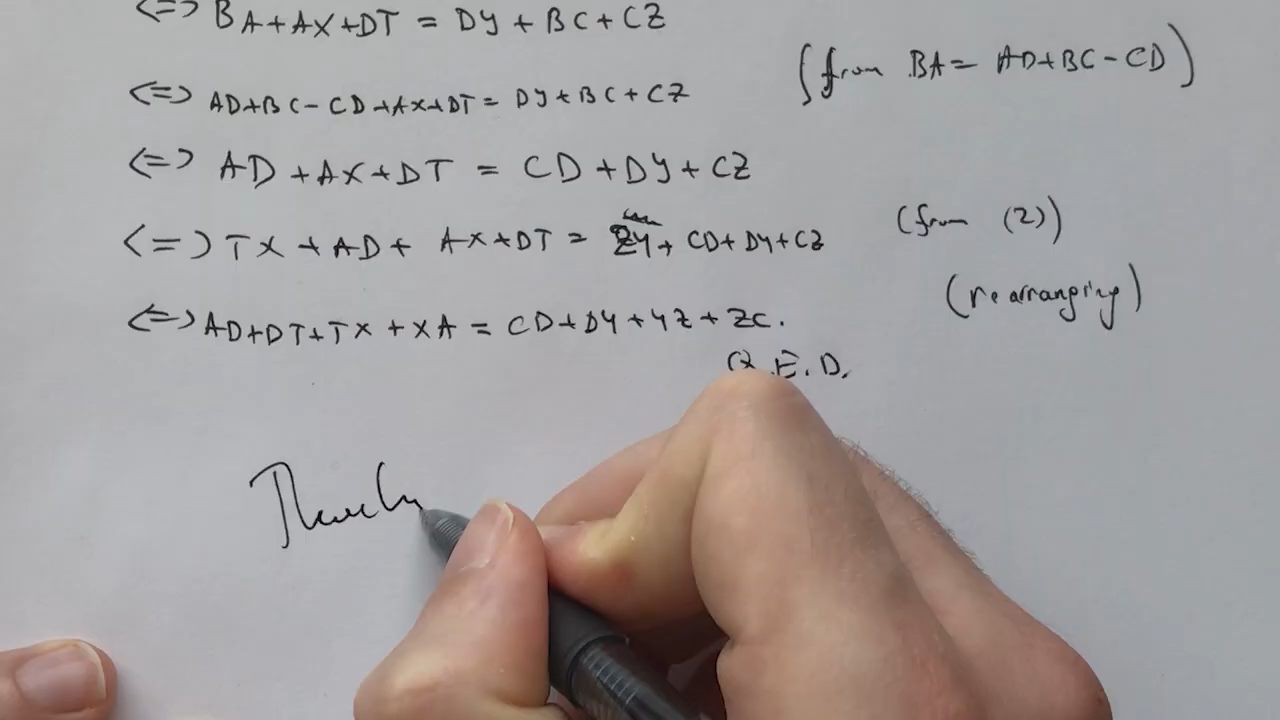 <=> BA+AX+DT = DY + BC + CZ
(from BA = AD+BC-CD)
<=> AD+BC-CD+AX+DT = DY+BC+CZ
<=> AD+AX+DT = CD+DY+CZ
<=> TX+AD+AX+DT = ZY+CD+DY+CZ (from (2))
<=> AD+DT+TX+XA = CD+DY+YZ+ZC. (rearranging)
Q.E.D.